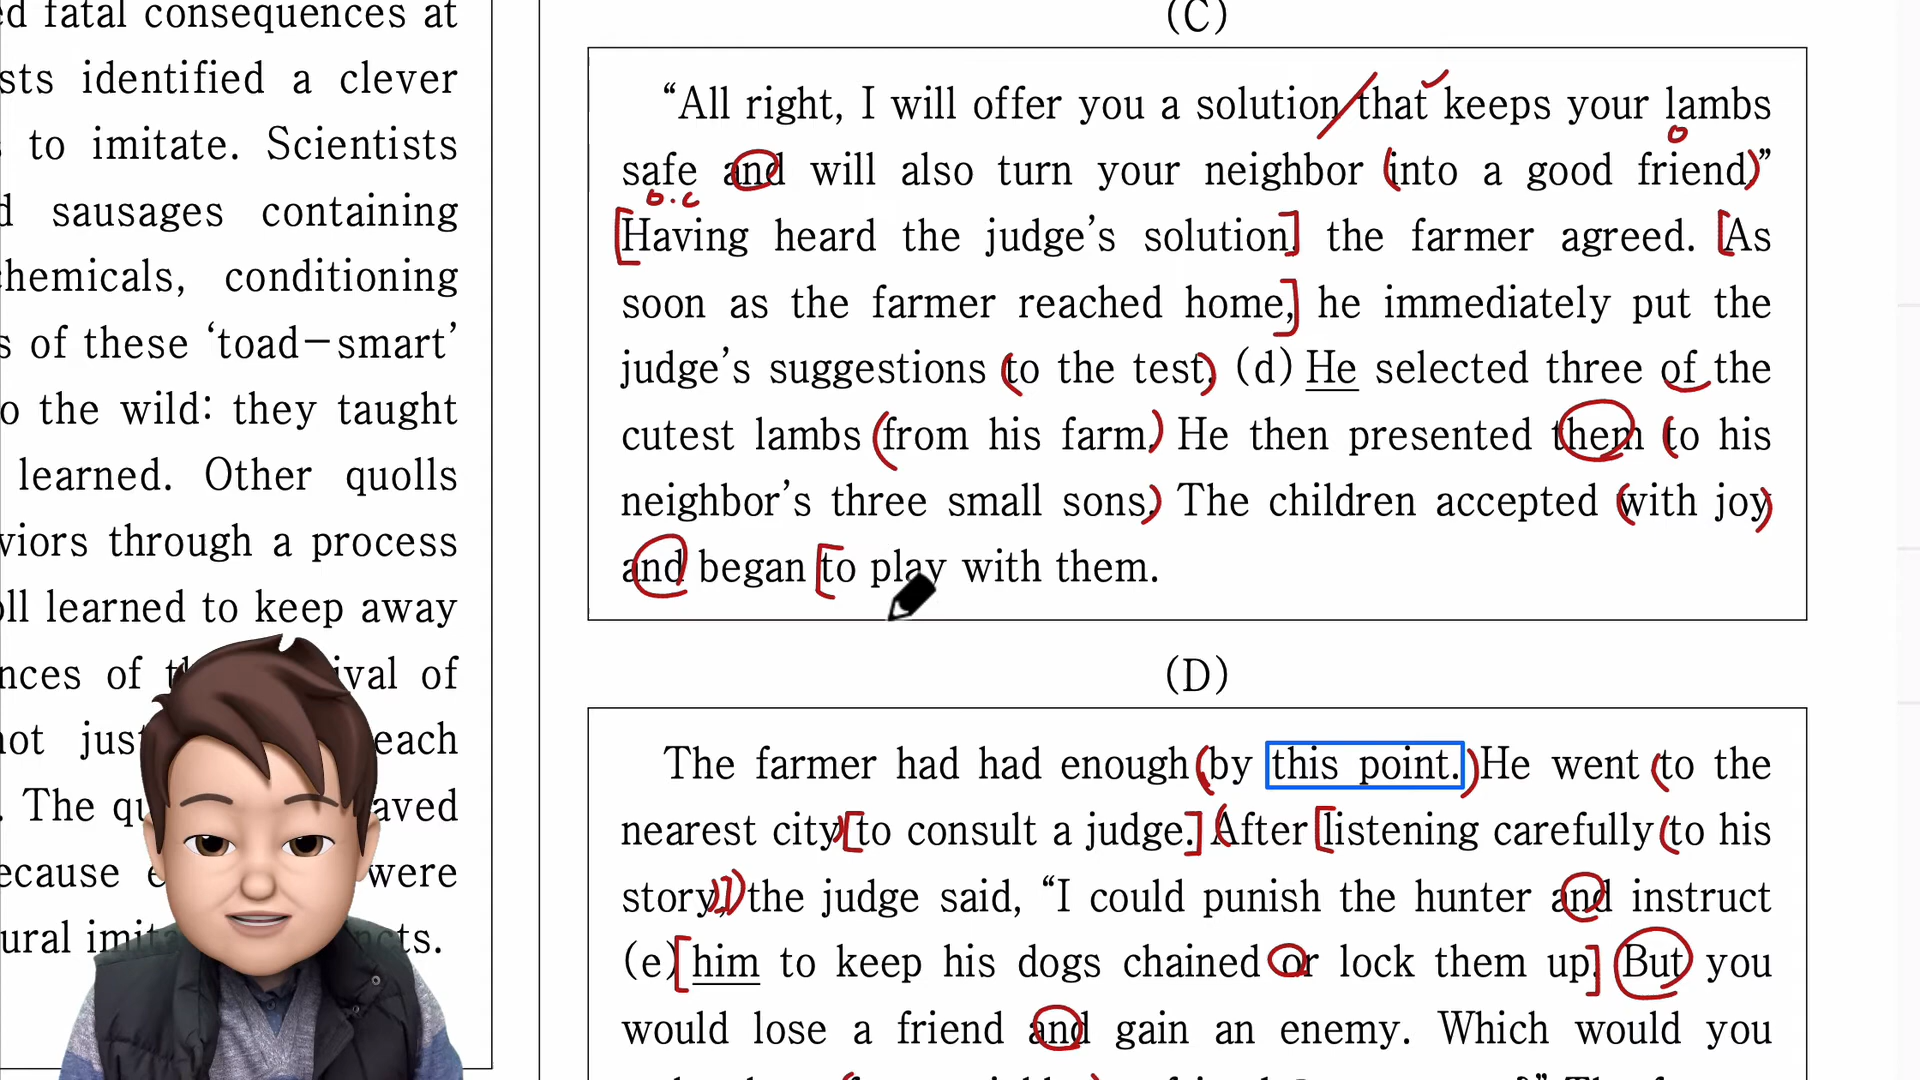 ed fatal consequences at
sts identified a clever
s to imitate. Scientists
d sausages containing
chemicals, conditioning
s of these ‘toad-smart’
o the wild: they taught
learned. Other quolls
viors through a process
oll learned to keep away
nces of ival of
not just each
. The qu aved
ecause e were
ural imita ncts.
(C)
“All right, I will offer you a solution that keeps your lambs
o
safe and will also turn your neighbor into a good friend.”
o.c
Having heard the judge’s solution, the farmer agreed. As
soon as the farmer reached home, he immediately put the
judge’s suggestions to the test. (d) He selected three of the
cutest lambs from his farm. He then presented them to his
neighbor’s three small sons. The children accepted with joy
and began to play with them.
(D)
The farmer had had enough by this point. He went to the
nearest city to consult a judge. After listening carefully to his
story, the judge said, “I could punish the hunter and instruct
(e) him to keep his dogs chained or lock them up. But you
would lose a friend and gain an enemy. Which would you